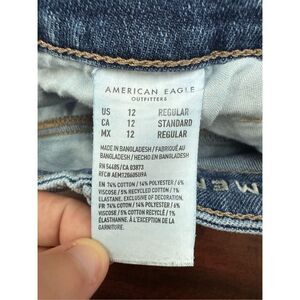 AMERICAN EAGLE
OUTFITTERS
US 12 REGULAR
CA 12 STANDARD
MX 12 REGULAR
MADE IN BANGLADESH / FABRIQUÉ AU
BANGLADESH / HECHO EN BANGLADESH
RN 54485/CA 03873
EN 74% COTTON / 14% POLYESTER / 6%
VISCOSE / 5% RECYCLED COTTON / 1%
ELASTANE. EXCLUSIVE OF DECORATION.
FR 74% COTON / 14% POLYESTER / 6%
VISCOSE / 5% COTTON RECYCLÉ / 1%
ÉLASTHANNE. À L'EXCEPTION DE LA
GARNITURE.
MEN